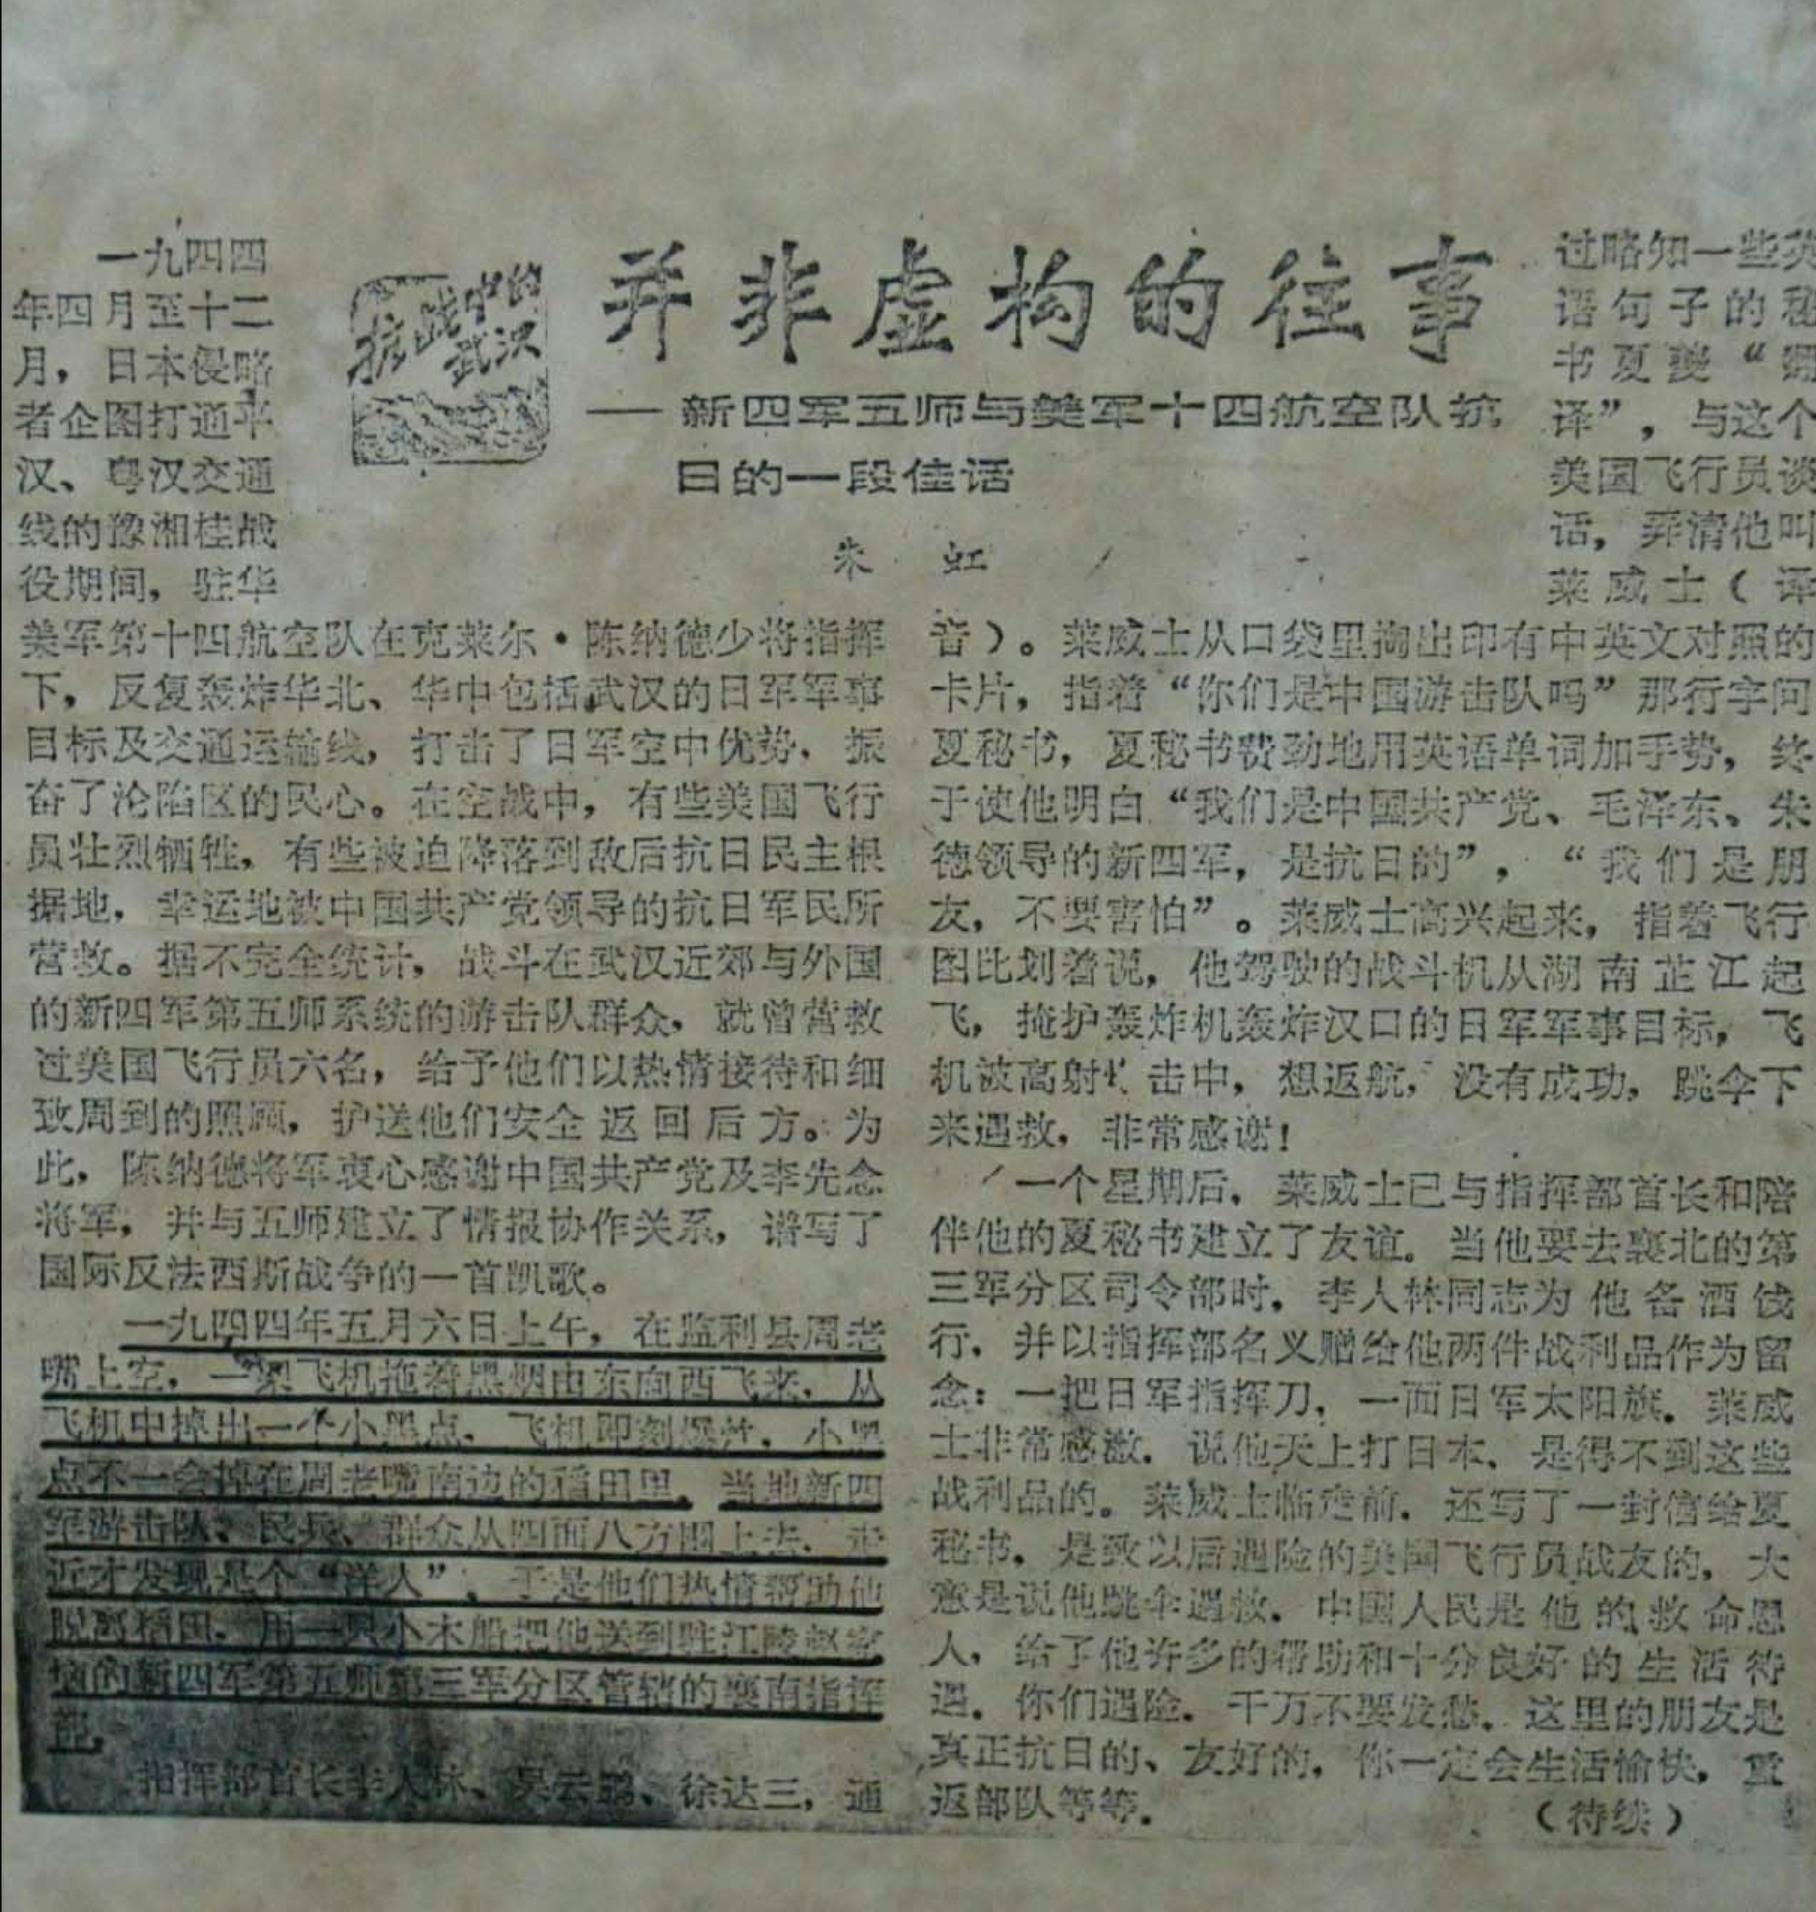 抗战中的
武汉
并非虚构的往事
——新四军五师与美军十四航空队抗
日的一段佳话
朱 虹
一九四四
年四月至十二
月，日本侵略
者企图打通平
汉、粤汉交通
线的豫湘桂战
役期间，驻华
美军第十四航空队在克莱尔·陈纳德少将指挥
下，反复轰炸华北、华中包括武汉的日军军事
目标及交通运输线，打击了日军空中优势，振
奋了沦陷区的民心。在空战中，有些美国飞行
员壮烈牺牲，有些被迫降落到敌后抗日民主根
据地，幸运地被中国共产党领导的抗日军民所
营救。据不完全统计，战斗在武汉近郊与外国
的新四军第五师系统的游击队群众，就曾营救
过美国飞行员六名，给予他们以热情接待和细
致周到的照顾，护送他们安全返回后方。为
此，陈纳德将军衷心感谢中国共产党及李先念
将军，并与五师建立了情报协作关系，谱写了
国际反法西斯战争的一首凯歌。
一九四四年五月六日上午，在监利县周老
嘴上空，一架飞机拖着黑烟由东向西飞来，从
飞机中掉出一个小黑点，飞机即刻爆炸，小黑
点不一会掉在周老嘴南边的稻田里。当地新四
军游击队、民兵、群众从四面八方围上去，走
近才发现是个“洋人”，于是他们热情帮助他
脱离稻田，用一只小木船把他送到驻江陵赵家
垴的新四军第五师第三军分区管辖的襄南指挥
部。
指挥部首长李人林、吴云鹏、徐达三，通
过略知一些英
语句子的秘
书夏羡“翻
译”，与这个
美国飞行员谈
话，弄清他叫
莱威士（译
音）。莱威士从口袋里掏出印有中英文对照的
卡片，指着“你们是中国游击队吗”那行字问
夏秘书，夏秘书费劲地用英语单词加手势，终
于使他明白“我们是中国共产党、毛泽东、朱
德领导的新四军，是抗日的”，“我们是朋
友，不要害怕”。莱威士高兴起来，指着飞行
图比划着说，他驾驶的战斗机从湖南芷江起
飞，掩护轰炸机轰炸汉口的日军军事目标，飞
机被高射 击中，想返航，没有成功，跳伞下
来遇救，非常感谢！
一个星期后，莱威士已与指挥部首长和陪
伴他的夏秘书建立了友谊。当他要去襄北的第
三军分区司令部时，李人林同志为他备酒饯
行，并以指挥部名义赠给他两件战利品作为留
念：一把日军指挥刀，一面日军太阳旗。莱威
士非常感激，说他天上打日本，是得不到这些
战利品的。莱威士临走前，还写了一封信给夏
秘书，是致以后遇险的美国飞行员战友的，大
意是说他跳伞遇救，中国人民是他的救命恩
人，给了他许多的帮助和十分良好的生活待
遇。你们遇险，千万不要发愁。这里的朋友是
真正抗日的、友好的，你一定会生活愉快，重
返部队等等。
（待续）